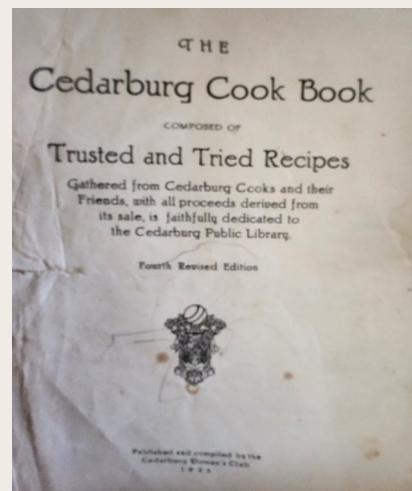 THE
Cedarburg Cook Book
COMPOSED OF
Trusted and Tried Recipes
Gathered from Cedarburg Cooks and their
Friends, with all proceeds derived from
its sale, is faithfully dedicated to
the Cedarburg Public Library.
Fourth Revised Edition
Published and compiled by the
Cedarburg Woman's Club